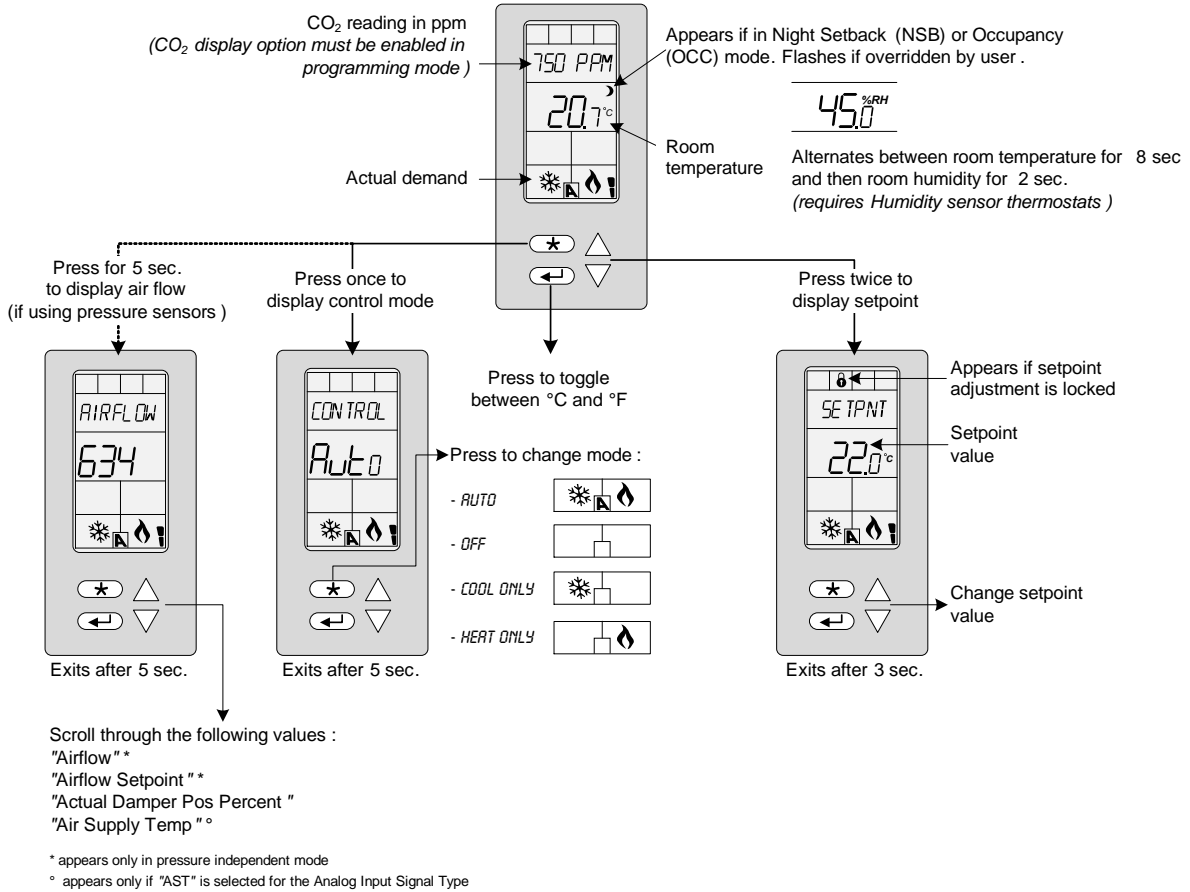 CO2 reading in ppm
(CO2 display option must be enabled in
programming mode )
750 PPM
20.7°C
Appears if in Night Setback (NSB) or Occupancy
(OCC) mode. Flashes if overridden by user .
45.0 %RH
Alternates between room temperature for 8 sec
and then room humidity for 2 sec.
(requires Humidity sensor thermostats )
Room
temperature
Actual demand
A
Press for 5 sec.
to display air flow
(if using pressure sensors )
Press once to
display control mode
Press to toggle
between °C and °F
Press twice to
display setpoint
AIRFLOW
634
A
Exits after 5 sec.
CONTROL
Auto
A
Exits after 5 sec.
Press to change mode :
- AUTO
A
- OFF
- COOL ONLY
- HEAT ONLY
Appears if setpoint
adjustment is locked
SETPNT
22.0°C
Setpoint
value
A
Change setpoint
value
Exits after 3 sec.
Scroll through the following values :
"Airflow" *
"Airflow Setpoint " *
"Actual Damper Pos Percent "
"Air Supply Temp " °
* appears only in pressure independent mode
° appears only if "AST" is selected for the Analog Input Signal Type